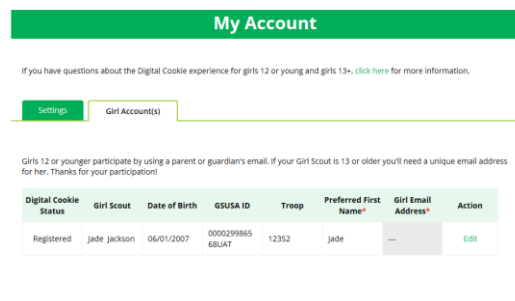 My Account
If you have questions about the Digital Cookie experience for girls 12 or young and girls 13+, click here for more information.
Settings
Girl Account(s)
Girls 12 or younger participate by using a parent or guardian's email. If your Girl Scout is 13 or older you'll need a unique email address
for her. Thanks for your participation!
Digital Cookie Status Girl Scout Date of Birth GSUSA ID Troop Preferred First Name* Girl Email Address* Action
Registered Jade Jackson 06/01/2007 0000299865 68UAT 12352 Jade --- Edit